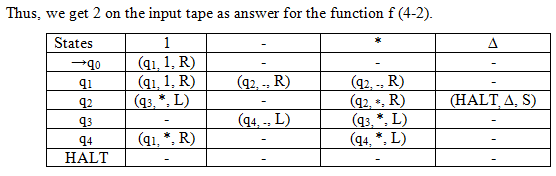 Thus, we get 2 on the input tape as answer for the function f (4-2).
States 1 - * Δ
→q0 (q1, 1, R) - - -
q1 (q1, 1, R) (q2, -, R) (q2, -, R) -
q2 (q3, *, L) - (q2, *, R) (HALT, Δ, S)
q3 - (q4, -, L) (q3, *, L) -
q4 (q1, *, R) - (q4, *, L) -
HALT - - - -